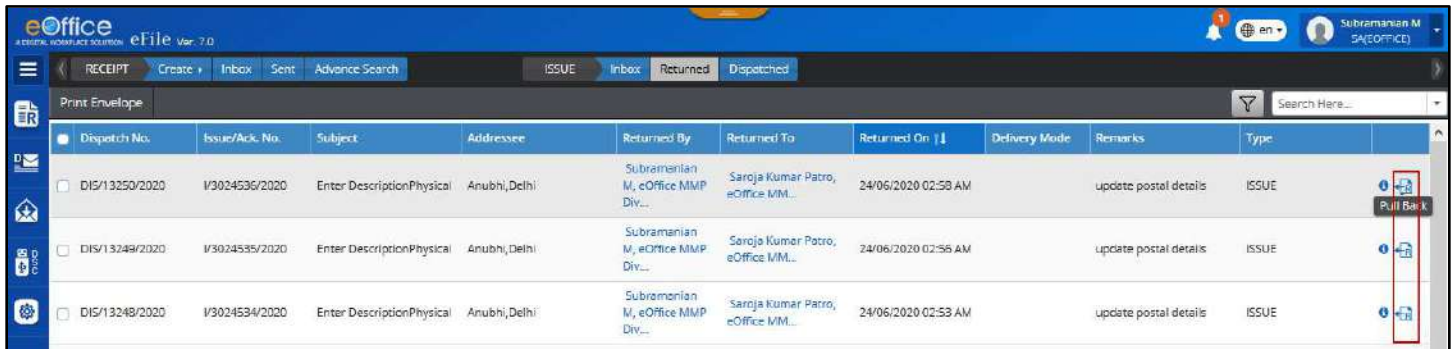 eOffice
A DIGITAL WORKPLACE SOLUTION eFile Ver. 7.0
1
en
Subramanian M
SA(EOFFICE)
RECEIPT Create Inbox Sent Advance Search ISSUE Inbox Returned Dispatched
Print Envelope Search Here...
Dispatch No. Issue/Ack. No. Subject Addressee Returned By Returned To Returned On Delivery Mode Remarks Type
DIS/13250/2020 I/3024536/2020 Enter DescriptionPhysical Anubhi,Delhi Subramanian M, eOffice MMP Div... Saroja Kumar Patro, eOffice MM... 24/06/2020 02:58 AM update postal details ISSUE
Pull Back
DIS/13249/2020 I/3024535/2020 Enter DescriptionPhysical Anubhi,Delhi Subramanian M, eOffice MMP Div... Saroja Kumar Patro, eOffice MM... 24/06/2020 02:56 AM update postal details ISSUE
DIS/13248/2020 I/3024534/2020 Enter DescriptionPhysical Anubhi,Delhi Subramanian M, eOffice MMP Div... Saroja Kumar Patro, eOffice MM... 24/06/2020 02:53 AM update postal details ISSUE
DSC